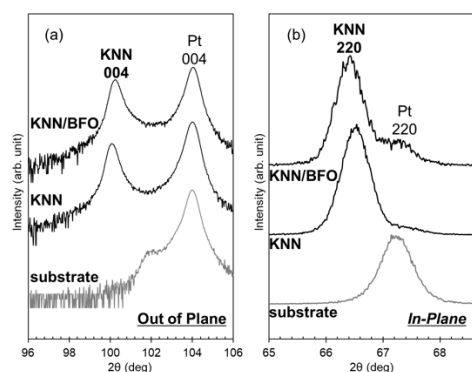 (a)
KNN
004
Pt
004
KNN/BFO
KNN
substrate
Out of Plane
Intensity (arb. unit)
96 98 100 102 104 106
2θ (deg)
(b)
KNN
220
Pt
220
KNN/BFO
KNN
substrate
In-Plane
Intensity (arb. unit)
65 66 67 68
2θ (deg)